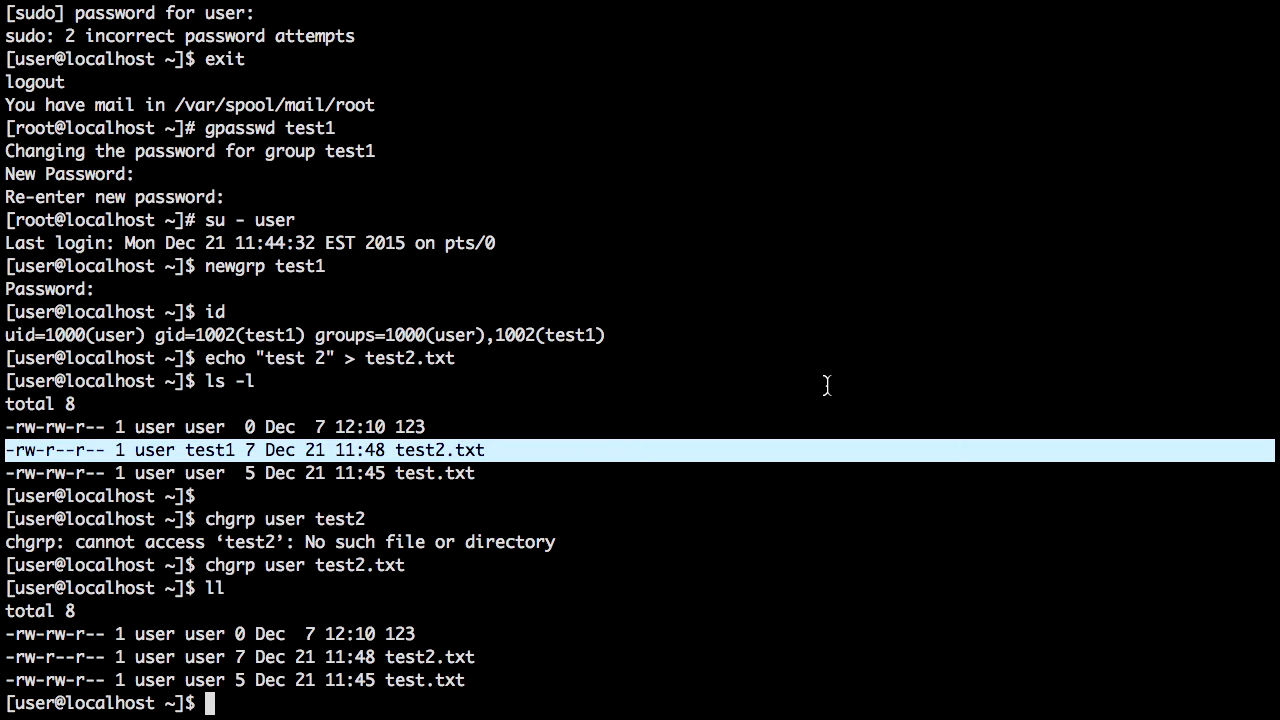 [sudo] password for user:
sudo: 2 incorrect password attempts
[user@localhost ~]$ exit
logout
You have mail in /var/spool/mail/root
[root@localhost ~]# gpasswd test1
Changing the password for group test1
New Password:
Re-enter new password:
[root@localhost ~]# su - user
Last login: Mon Dec 21 11:44:32 EST 2015 on pts/0
[user@localhost ~]$ newgrp test1
Password:
[user@localhost ~]$ id
uid=1000(user) gid=1002(test1) groups=1000(user),1002(test1)
[user@localhost ~]$ echo "test 2" > test2.txt
[user@localhost ~]$ ls -l
total 8
-rw-rw-r-- 1 user user  0 Dec  7 12:10 123
-rw-r--r-- 1 user test1 7 Dec 21 11:48 test2.txt
-rw-rw-r-- 1 user user  5 Dec 21 11:45 test.txt
[user@localhost ~]$
[user@localhost ~]$ chgrp user test2
chgrp: cannot access ‘test2’: No such file or directory
[user@localhost ~]$ chgrp user test2.txt
[user@localhost ~]$ ll
total 8
-rw-rw-r-- 1 user user 0 Dec  7 12:10 123
-rw-r--r-- 1 user user 7 Dec 21 11:48 test2.txt
-rw-rw-r-- 1 user user 5 Dec 21 11:45 test.txt
[user@localhost ~]$